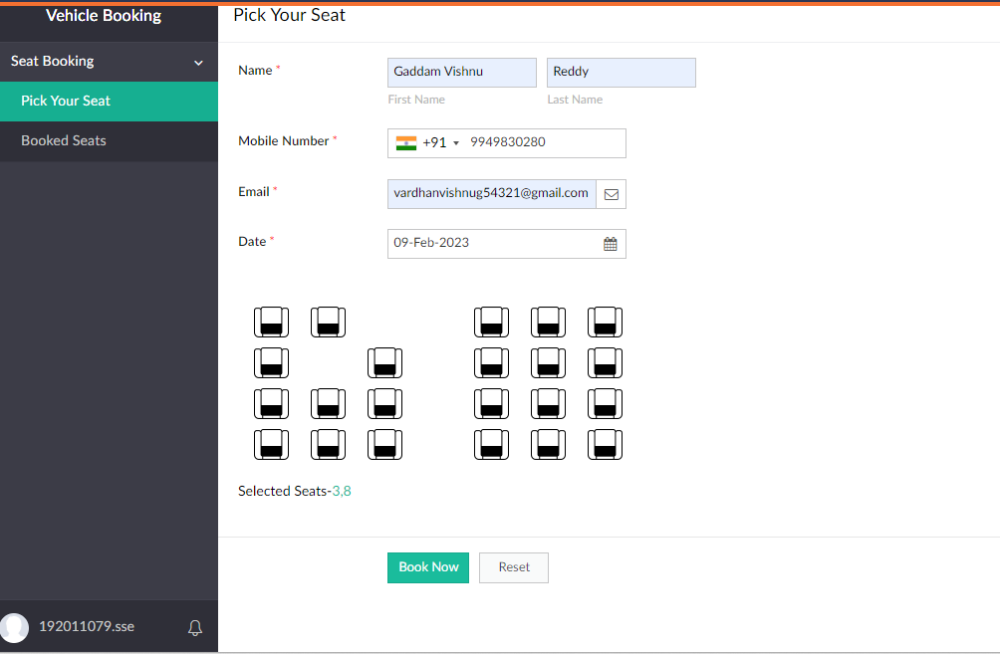 Vehicle Booking
Pick Your Seat
Seat Booking
Pick Your Seat
Booked Seats
Name *
Gaddam Vishnu
Reddy
First Name
Last Name
Mobile Number *
+91 9949830280
Email *
vardhanvishnug54321@gmail.com
Date *
09-Feb-2023
Selected Seats-3,8
Book Now
Reset
192011079.sse